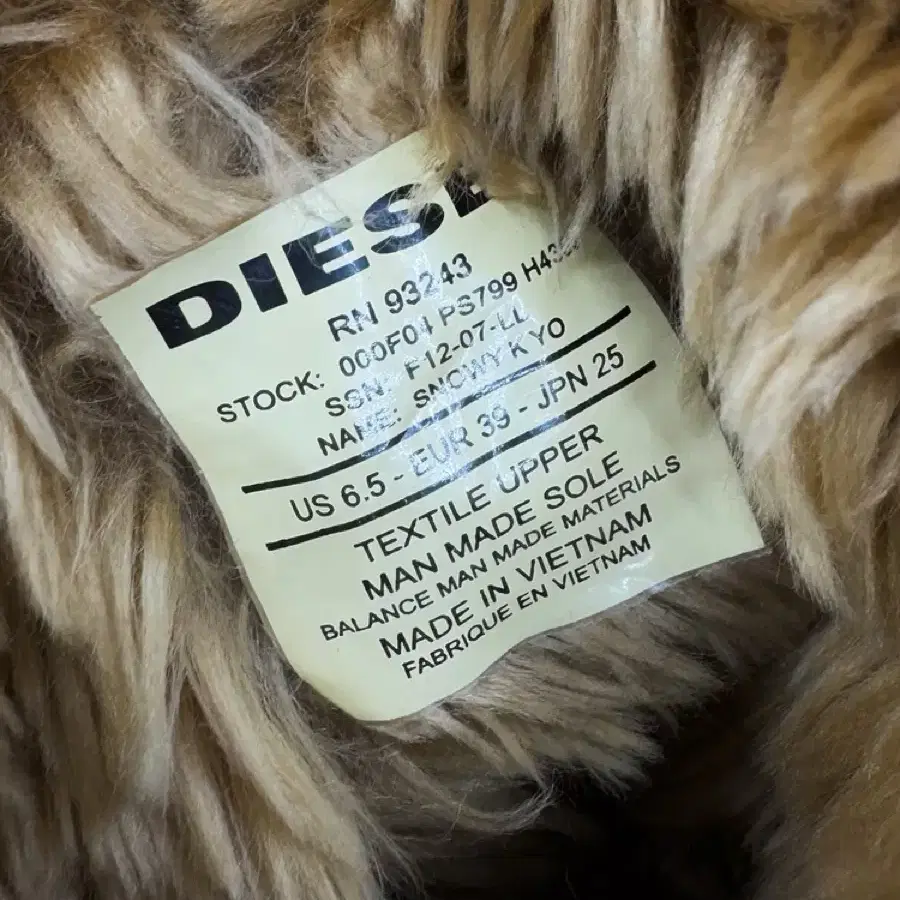 DIESEL
RN 93243
STOCK: 000F04 PS799
SSN: F12-07-LL
NAME: SNOWY KYO
US 6.5 - EUR 39 - JPN 25
TEXTILE UPPER
MAN MADE SOLE
BALANCE MAN MADE MATERIALS
MADE IN VIETNAM
FABRIQUE EN VIETNAM